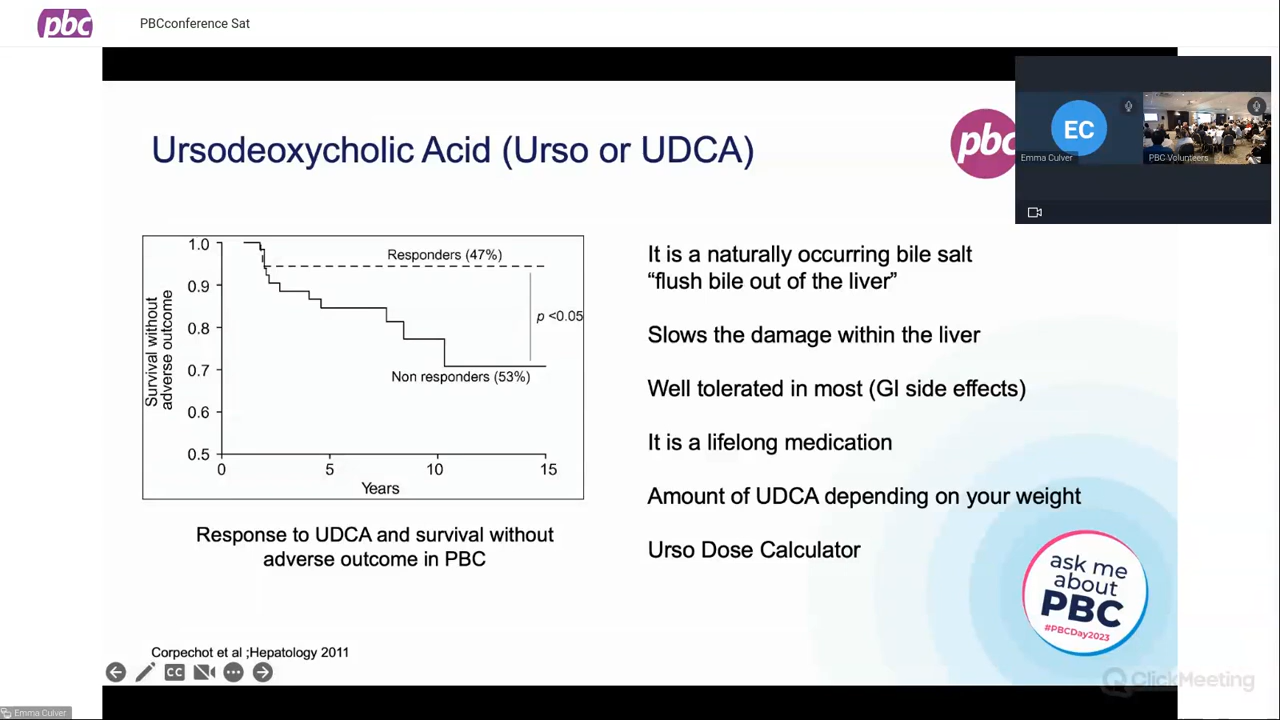 pbc
PBCconference Sat
Ursodeoxycholic Acid (Urso or UDCA)
pbc
EC
Emma Culver
PBC Volunteers
1.0
0.9
0.8
0.7
0.6
0.5
0
5
10
15
Survival without
adverse outcome
Years
Responders (47%)
p <0.05
Non responders (53%)
Response to UDCA and survival without
adverse outcome in PBC
It is a naturally occurring bile salt
“flush bile out of the liver”
Slows the damage within the liver
Well tolerated in most (GI side effects)
It is a lifelong medication
Amount of UDCA depending on your weight
Urso Dose Calculator
ask me
about
PBC
#PBCDay2023
Corpechot et al ;Hepatology 2011
CC
ClickMeeting
Emma Culver